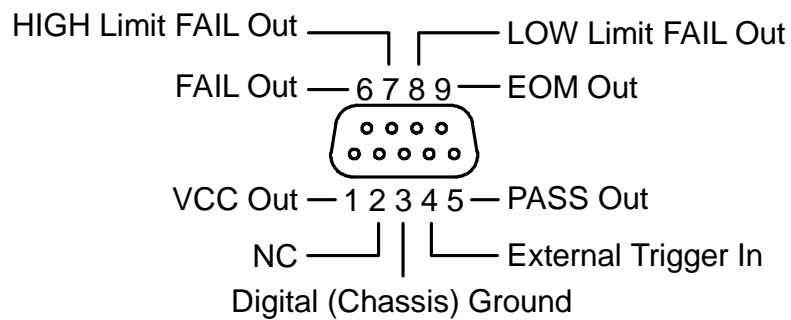 HIGH Limit FAIL Out LOW Limit FAIL Out
FAIL Out 6 7 8 9 EOM Out
VCC Out 1 2 3 4 5 PASS Out
NC External Trigger In
Digital (Chassis) Ground